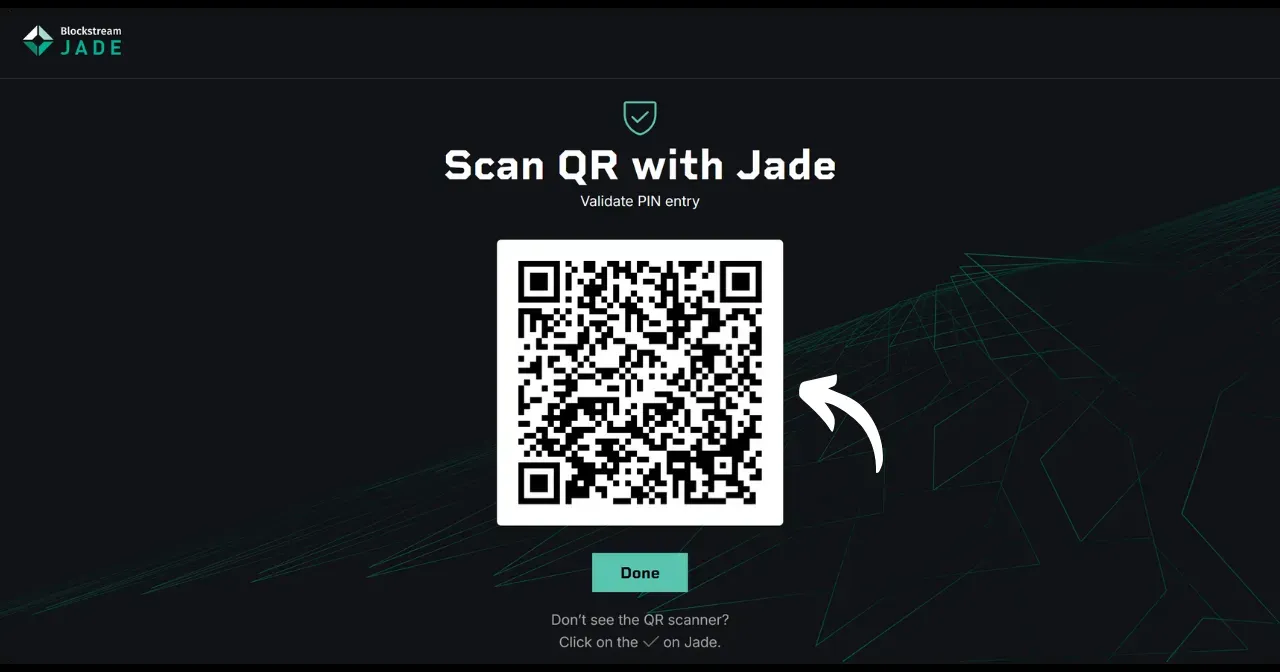 Blockstream
JADE
Scan QR with Jade
Validate PIN entry
Done
Don’t see the QR scanner?
Click on the ✓ on Jade.